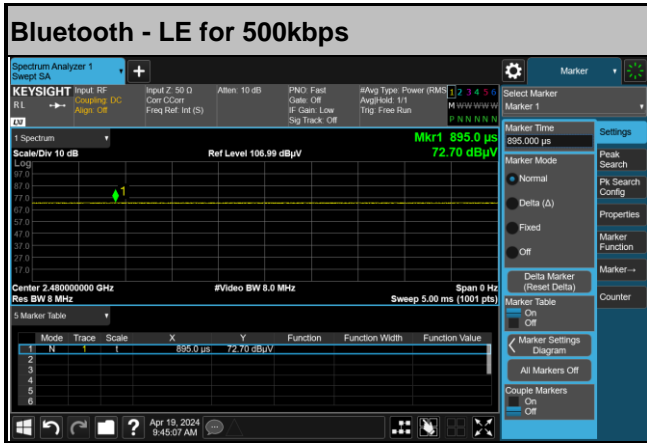 Bluetooth - LE for 500kbps
Spectrum Analyzer 1
Swept SA
Marker
KEYSIGHT
RL
LXI
Input: RF
Coupling: DC
Align: Off
Input Z: 50 Ω
Corr CCorr
Freq Ref: Int (S)
Atten: 10 dB
PNO: Fast
Gate: Off
IF Gain: Low
Sig Track: Off
#Avg Type: Power (RMS
Avg|Hold: 1/1
Trig: Free Run
1 2 3 4 5 6
M W W W W W
P N N N N N
Select Marker
Marker 1
1 Spectrum
Mkr1 895.0 µs
Scale/Div 10 dB
Ref Level 106.99 dBµV
72.70 dBµV
Log
97.0
87.0
77.0
67.0
57.0
47.0
37.0
27.0
17.0
1
Center 2.480000000 GHz
#Video BW 8.0 MHz
Span 0 Hz
Res BW 8 MHz
Sweep 5.00 ms (1001 pts)
5 Marker Table
Mode Trace Scale X Y Function Function Width Function Value
1 N 1 t 895.0 µs 72.70 dBµV
2
3
4
5
6
Marker Time
895.000 µs
Marker Mode
Normal
Delta (Δ)
Fixed
Off
Delta Marker
(Reset Delta)
Marker Table
On
Off
Marker Settings
Diagram
All Markers Off
Couple Markers
On
Off
Settings
Peak
Search
Pk Search
Config
Properties
Marker
Function
Marker→
Counter
Apr 19, 2024
9:45:07 AM